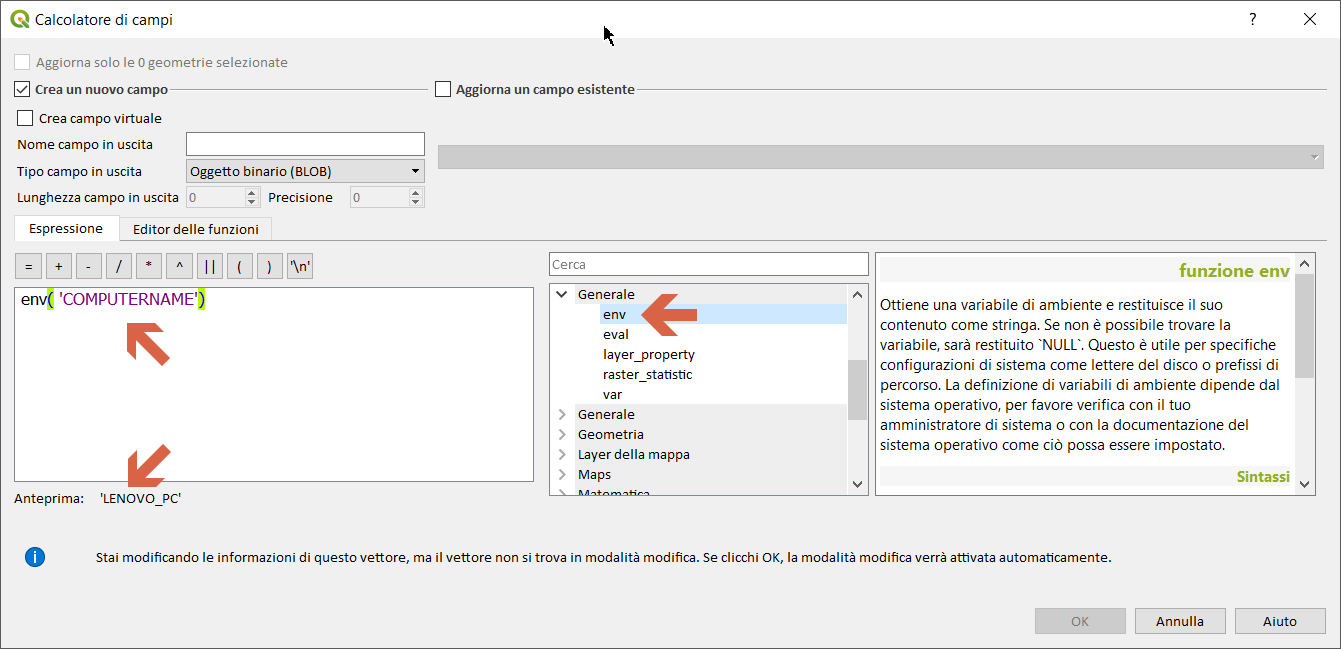 Calcolatore di campi
?
Aggiorna solo le 0 geometrie selezionate
Crea un nuovo campo
Aggiorna un campo esistente
Crea campo virtuale
Nome campo in uscita
Tipo campo in uscita Oggetto binario (BLOB)
Lunghezza campo in uscita 0 Precisione 0
Espressione Editor delle funzioni
= + - / * ^ || ( ) '\n'
env( 'COMPUTERNAME')
Anteprima: 'LENOVO_PC'
Cerca
Generale
env
eval
layer_property
raster_statistic
var
Generale
Geometria
Layer della mappa
Maps
Matematica
funzione env
Ottiene una variabile di ambiente e restituisce il suo
contenuto come stringa. Se non è possibile trovare la
variabile, sarà restituito `NULL`. Questo è utile per specifiche
configurazioni di sistema come lettere del disco o prefissi di
percorso. La definizione di variabili di ambiente dipende dal
sistema operativo, per favore verifica con il tuo
amministratore di sistema o con la documentazione del
sistema operativo come ciò possa essere impostato.
Sintassi
Stai modificando le informazioni di questo vettore, ma il vettore non si trova in modalità modifica. Se clicchi OK, la modalità modifica verrà attivata automaticamente.
OK Annulla Aiuto